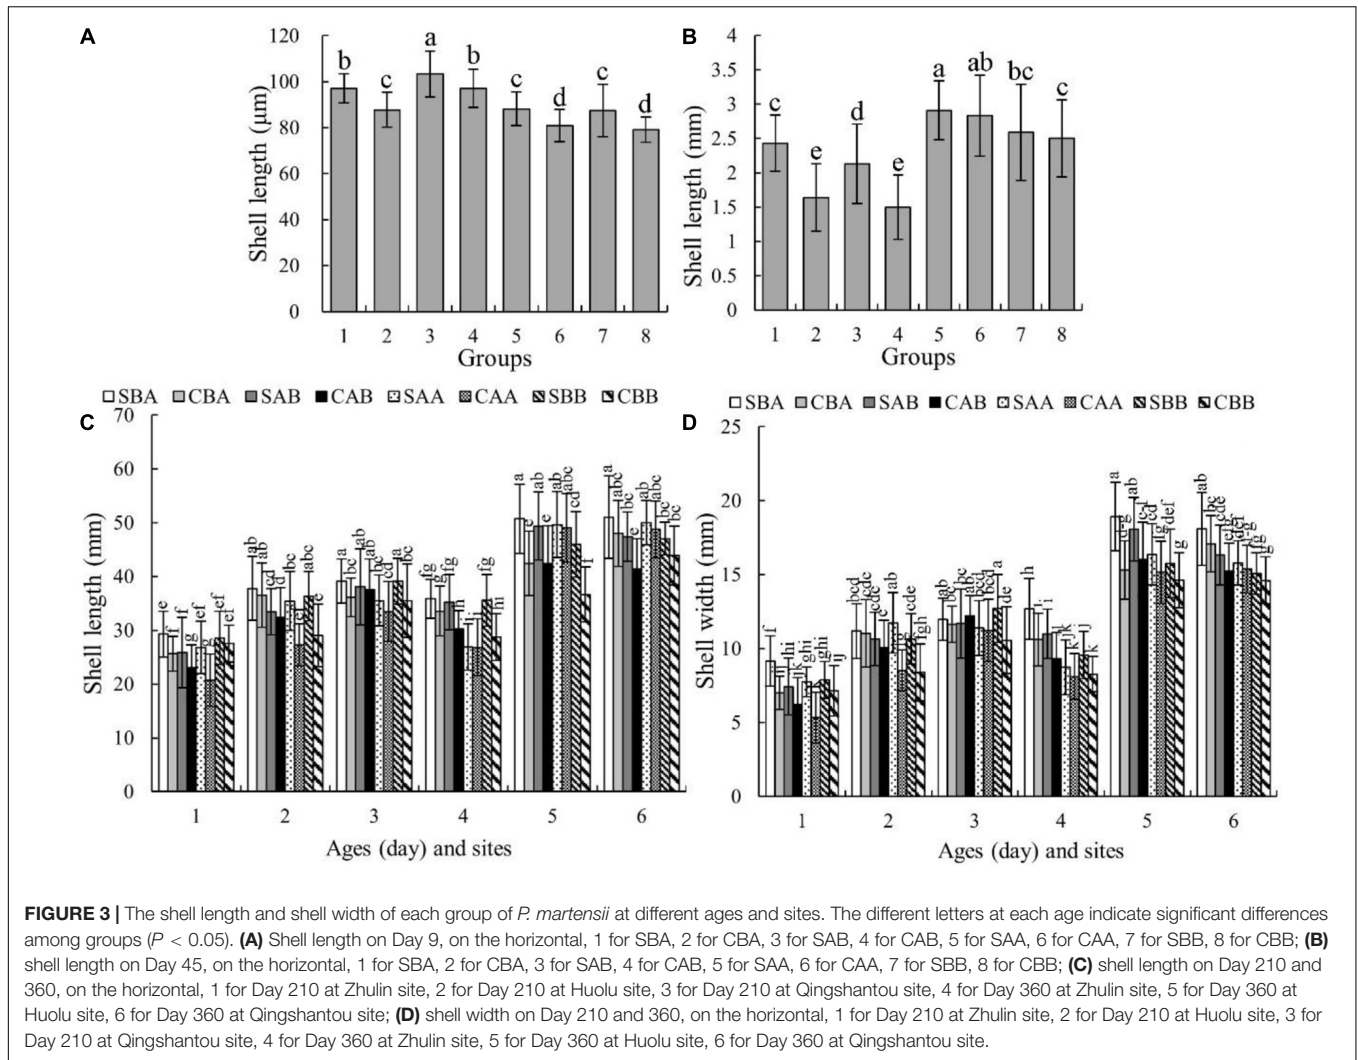 A
Shell length (μm)
120
100
80
60
40
20
0
b
c
a
b
c
d
c
d
1 2 3 4 5 6 7 8
Groups
B
Shell length (mm)
4
3.5
3
2.5
2
1.5
1
0.5
0
c
e
d
e
a
ab
bc
c
1 2 3 4 5 6 7 8
Groups
SBA CBA SAB CAB SAA CAA SBB CBB
C
Shell length (mm)
70
60
50
40
30
20
10
0
1 2 3 4 5 6
Ages (day) and sites
SBA CBA SAB CAB SAA CAA SBB CBB
D
Shell width (mm)
25
20
15
10
5
0
1 2 3 4 5 6
Ages (day) and sites
FIGURE 3 | The shell length and shell width of each group of P. martensii at different ages and sites. The different letters at each age indicate significant differences
among groups (P < 0.05). (A) Shell length on Day 9, on the horizontal, 1 for SBA, 2 for CBA, 3 for SAB, 4 for CAB, 5 for SAA, 6 for CAA, 7 for SBB, 8 for CBB; (B)
shell length on Day 45, on the horizontal, 1 for SBA, 2 for CBA, 3 for SAB, 4 for CAB, 5 for SAA, 6 for CAA, 7 for SBB, 8 for CBB; (C) shell length on Day 210 and
360, on the horizontal, 1 for Day 210 at Zhulin site, 2 for Day 210 at Huolu site, 3 for Day 210 at Qingshantou site, 4 for Day 360 at Zhulin site, 5 for Day 360 at
Huolu site, 6 for Day 360 at Qingshantou site; (D) shell width on Day 210 and 360, on the horizontal, 1 for Day 210 at Zhulin site, 2 for Day 210 at Huolu site, 3 for
Day 210 at Qingshantou site, 4 for Day 360 at Zhulin site, 5 for Day 360 at Huolu site, 6 for Day 360 at Qingshantou site.